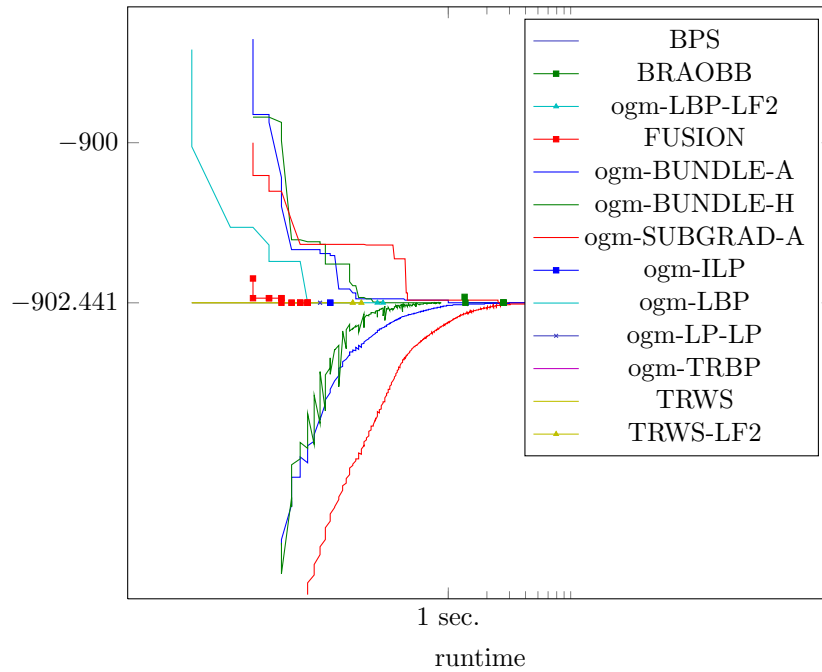 BPS
BRAOBB
ogm-LBP-LF2
−900
FUSION
ogm-BUNDLE-A
ogm-BUNDLE-H
ogm-SUBGRAD-A
ogm-ILP
−902.441
ogm-LBP
ogm-LP-LP
ogm-TRBP
TRWS
TRWS-LF2
1 sec.
runtime